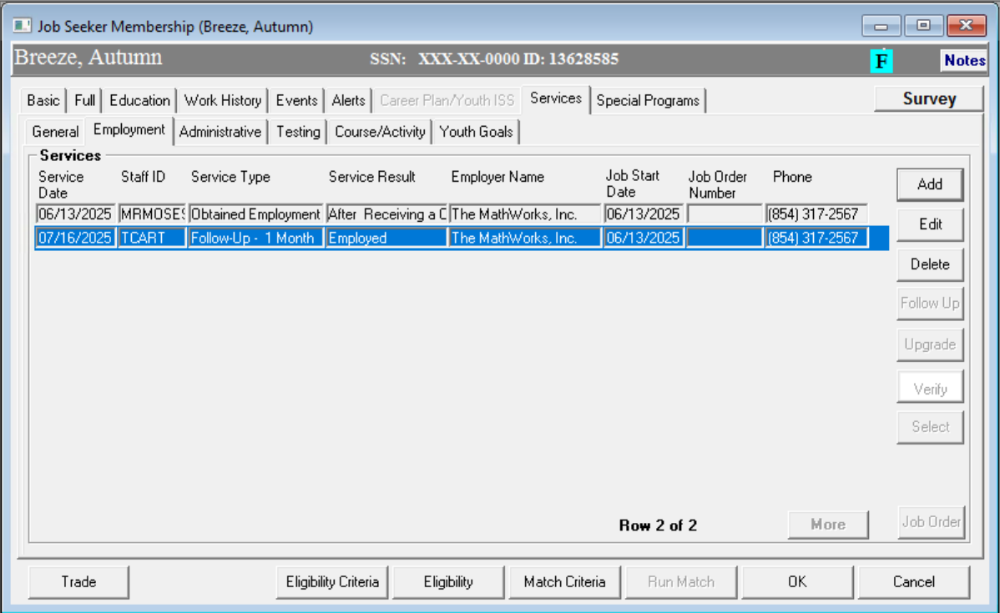 Job Seeker Membership (Breeze, Autumn)
Breeze, Autumn SSN: XXX-XX-0000 ID: 13628585 F Notes
Basic Full Education Work History Events Alerts Career Plan/Youth ISS Services Special Programs Survey
General Employment Administrative Testing Course/Activity Youth Goals
Services
Service Date Staff ID Service Type Service Result Employer Name Job Start Date Job Order Number Phone
06/13/2025 MRMOSES Obtained Employment After Receiving a C The MathWorks, Inc. 06/13/2025 (854) 317-2567
07/16/2025 TCART Follow-Up - 1 Month Employed The MathWorks, Inc. 06/13/2025 (854) 317-2567
Add
Edit
Delete
Follow Up
Upgrade
Verify
Select
Row 2 of 2 More Job Order
Trade Eligibility Criteria Eligibility Match Criteria Run Match OK Cancel